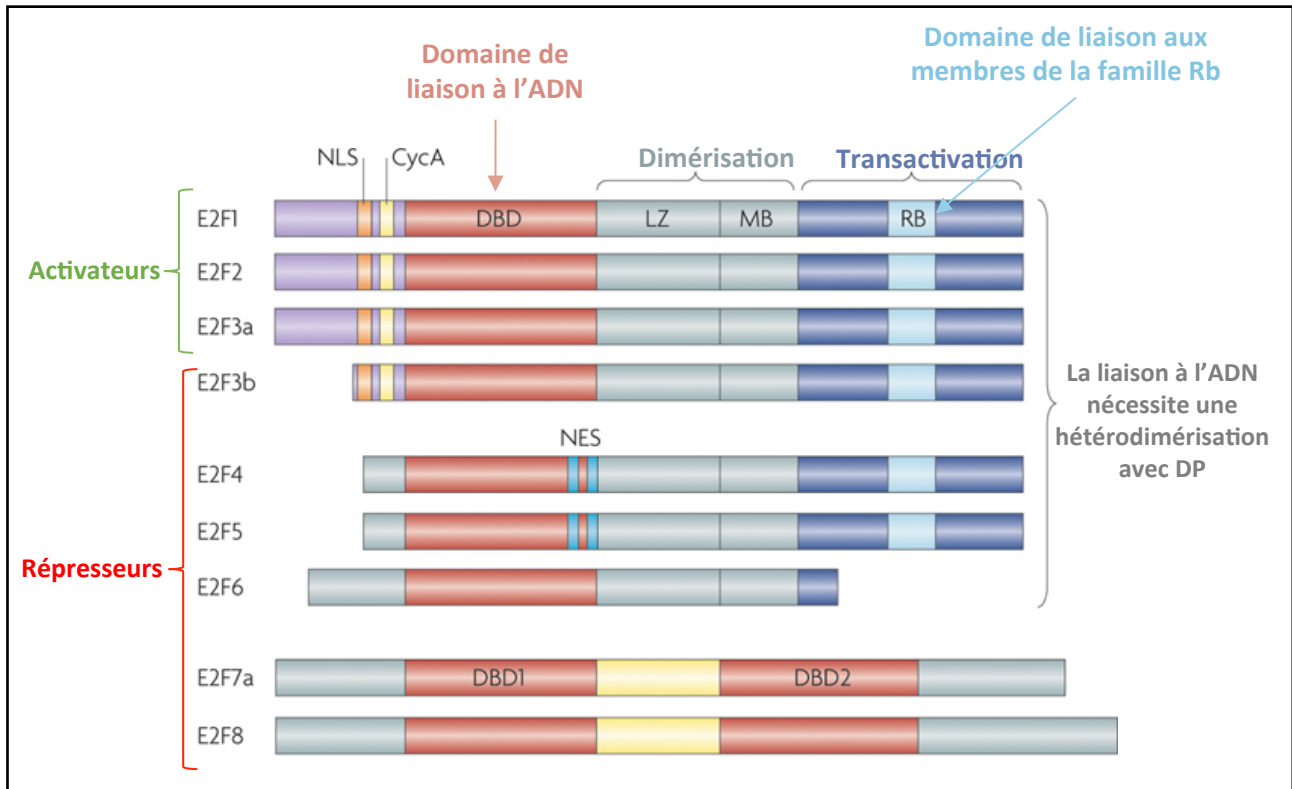 Domaine de
liaison à l'ADN
Domaine de liaison aux
membres de la famille Rb
NLS
CycA
Dimérisation
Transactivation
E2F1
DBD
LZ
MB
RB
Activateurs
E2F2
E2F3a
E2F3b
La liaison à l'ADN
nécessite une
hétérodimérisation
avec DP
NES
E2F4
E2F5
Répresseurs
E2F6
E2F7a
DBD1
DBD2
E2F8